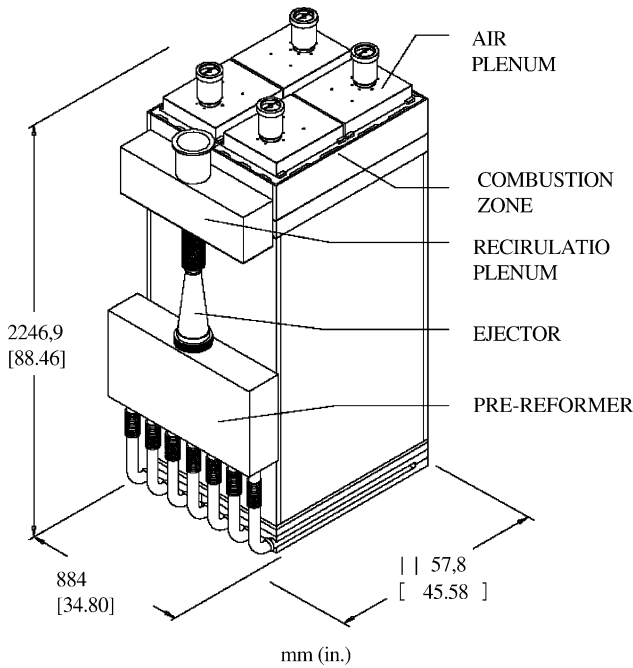 AIR
PLENUM
COMBUSTION
ZONE
RECIRULATIO
PLENUM
2246,9
[88.46]
EJECTOR
PRE-REFORMER
| | 57,8
[ 45.58 ]
884
[34.80]
mm (in.)